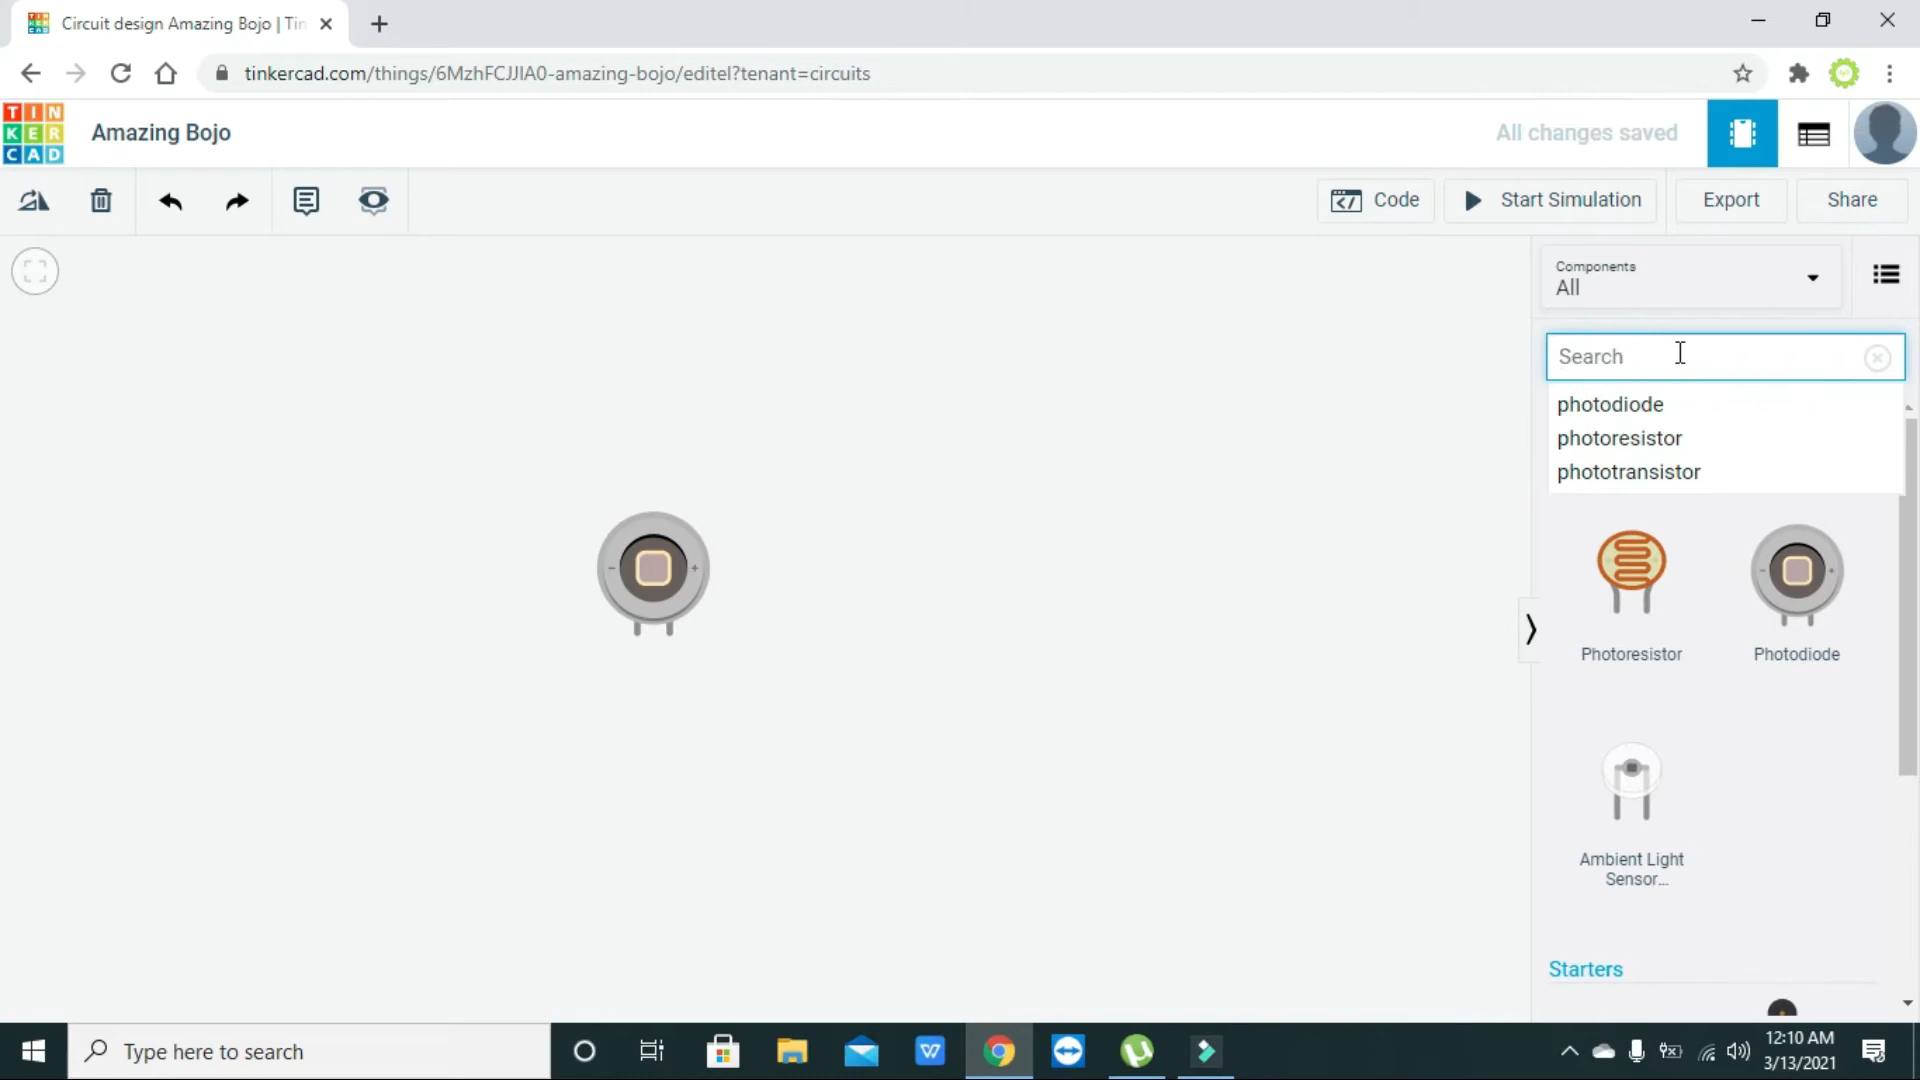 Circuit design Amazing Bojo | Tin
tinkercad.com/things/6MzhFCJJIA0-amazing-bojo/editel?tenant=circuits
TIN
KER
CAD
Amazing Bojo
All changes saved
Code
Start Simulation
Export
Share
Components
All
Search
photodiode
photoresistor
phototransistor
Photoresistor
Photodiode
Ambient Light
Sensor...
Starters
Type here to search
12:10 AM
3/13/2021